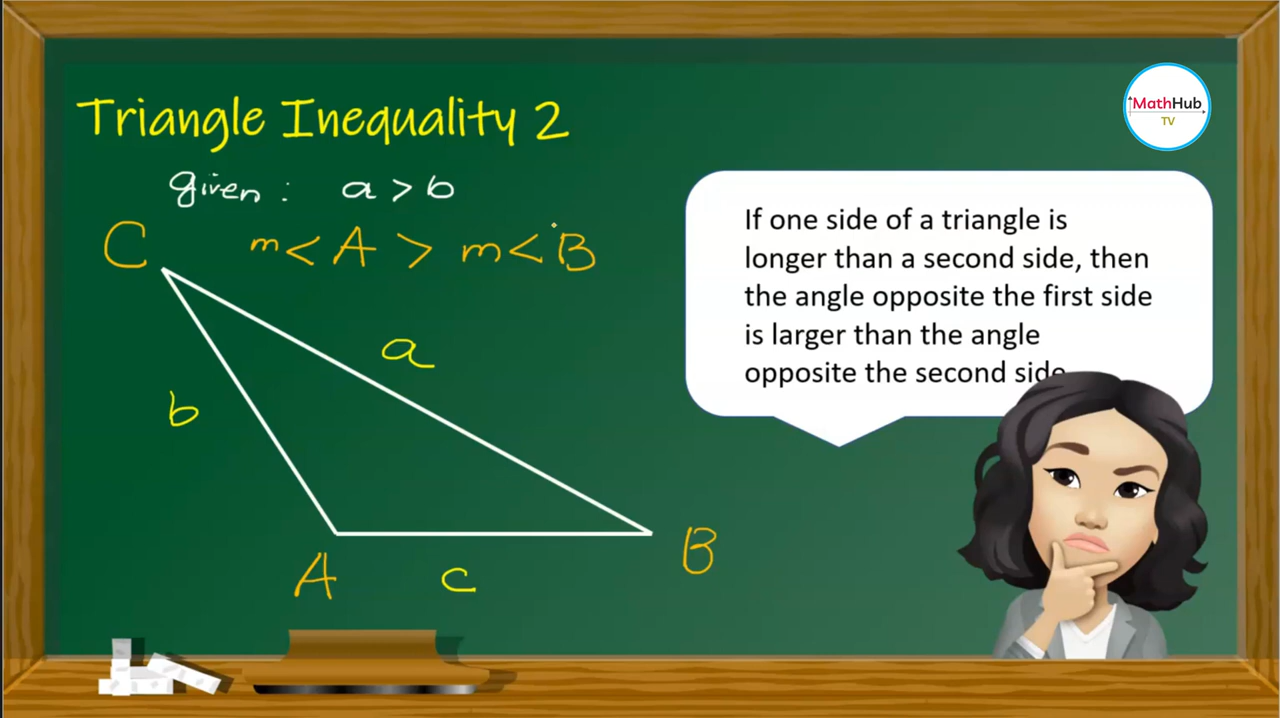 Triangle Inequality 2
given: a > b
m< A > m< B
C
a
b
A
c
B
MathHub
TV
If one side of a triangle is
longer than a second side, then
the angle opposite the first side
is larger than the angle
opposite the second side